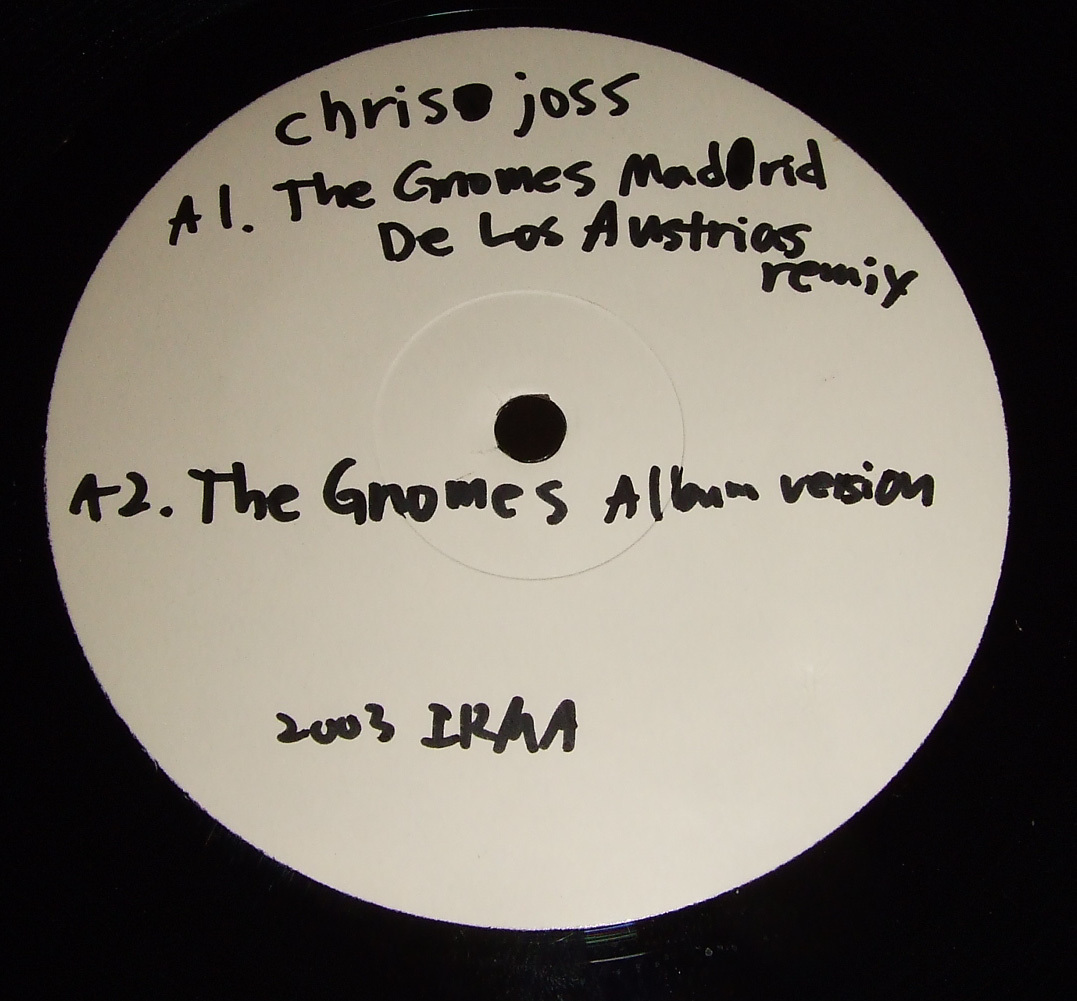 chris joss
A1. The Gnomes Madrid
De Los Austrias
remix
A2. The Gnomes Album version
2003 IRMA